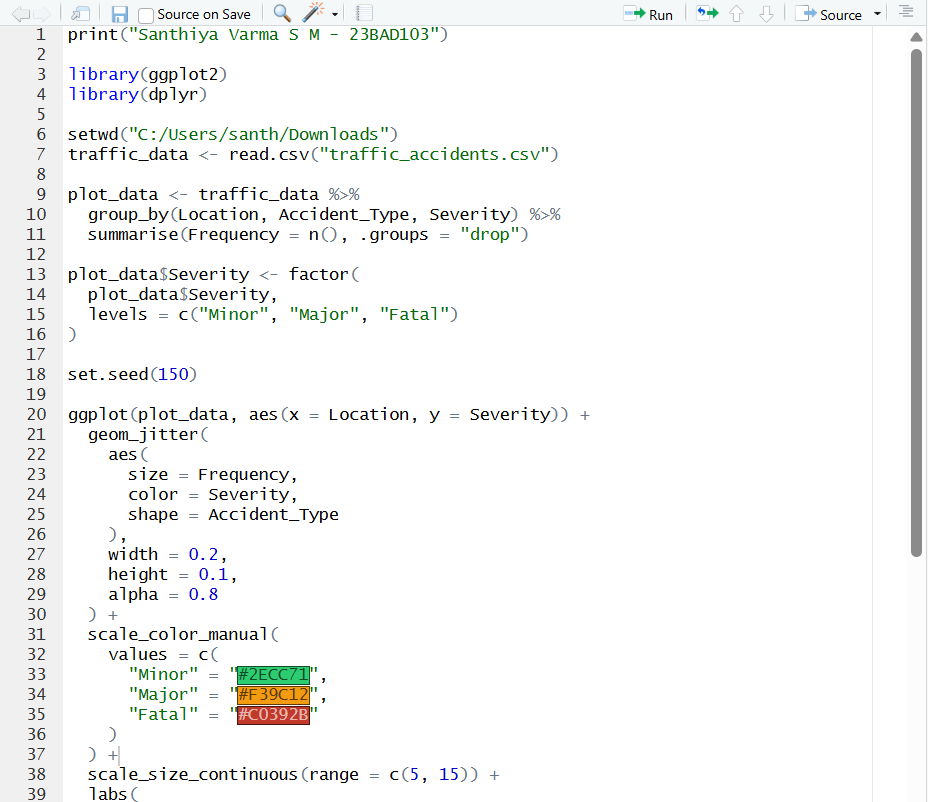 Source on Save Run Source
1 print("Santhiya Varma S M - 23BAD103")
2
3 library(ggplot2)
4 library(dplyr)
5
6 setwd("C:/Users/santh/Downloads")
7 traffic_data <- read.csv("traffic_accidents.csv")
8
9 plot_data <- traffic_data %>%
10   group_by(Location, Accident_Type, Severity) %>%
11   summarise(Frequency = n(), .groups = "drop")
12
13 plot_data$Severity <- factor(
14   plot_data$Severity,
15   levels = c("Minor", "Major", "Fatal")
16 )
17
18 set.seed(150)
19
20 ggplot(plot_data, aes(x = Location, y = Severity)) +
21   geom_jitter(
22     aes(
23       size = Frequency,
24       color = Severity,
25       shape = Accident_Type
26     ),
27     width = 0.2,
28     height = 0.1,
29     alpha = 0.8
30   ) +
31   scale_color_manual(
32     values = c(
33       "Minor" = "#2ECC71",
34       "Major" = "#F39C12",
35       "Fatal" = "#C0392B"
36     )
37   ) +
38   scale_size_continuous(range = c(5, 15)) +
39   labs(